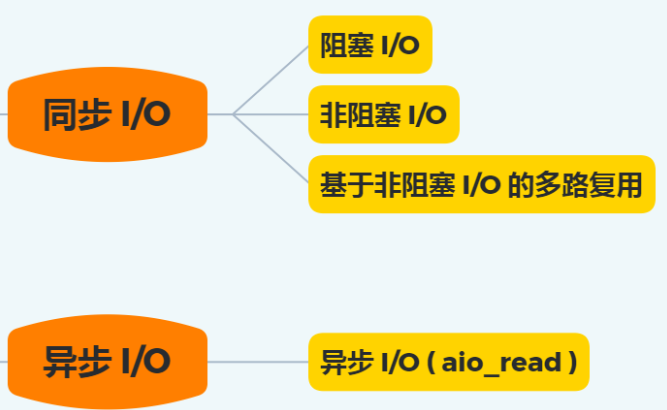 同步 I/O
阻塞 I/O
非阻塞 I/O
基于非阻塞 I/O 的多路复用
异步 I/O
异步 I/O ( aio_read )